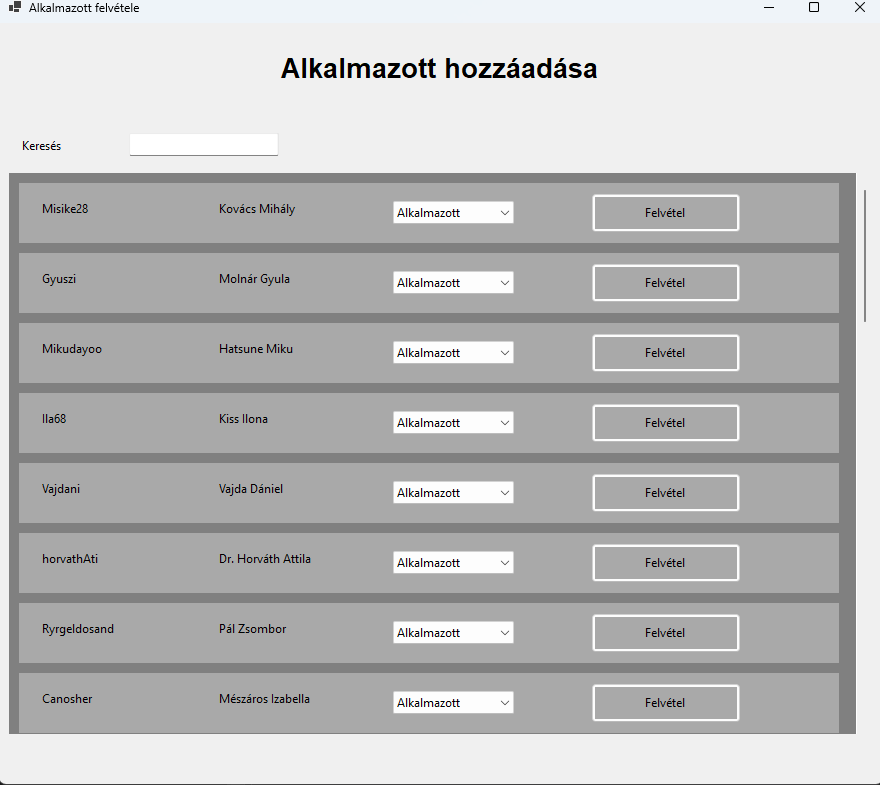 Alkalmazott felvétele
Alkalmazott hozzáadása
Keresés
Misike28 Kovács Mihály Alkalmazott Felvétel
Gyuszi Molnár Gyula Alkalmazott Felvétel
Mikudayoo Hatsune Miku Alkalmazott Felvétel
Ila68 Kiss Ilona Alkalmazott Felvétel
Vajdani Vajda Dániel Alkalmazott Felvétel
horvathAti Dr. Horváth Attila Alkalmazott Felvétel
Ryrgeldosand Pál Zsombor Alkalmazott Felvétel
Canosher Mészáros Izabella Alkalmazott Felvétel